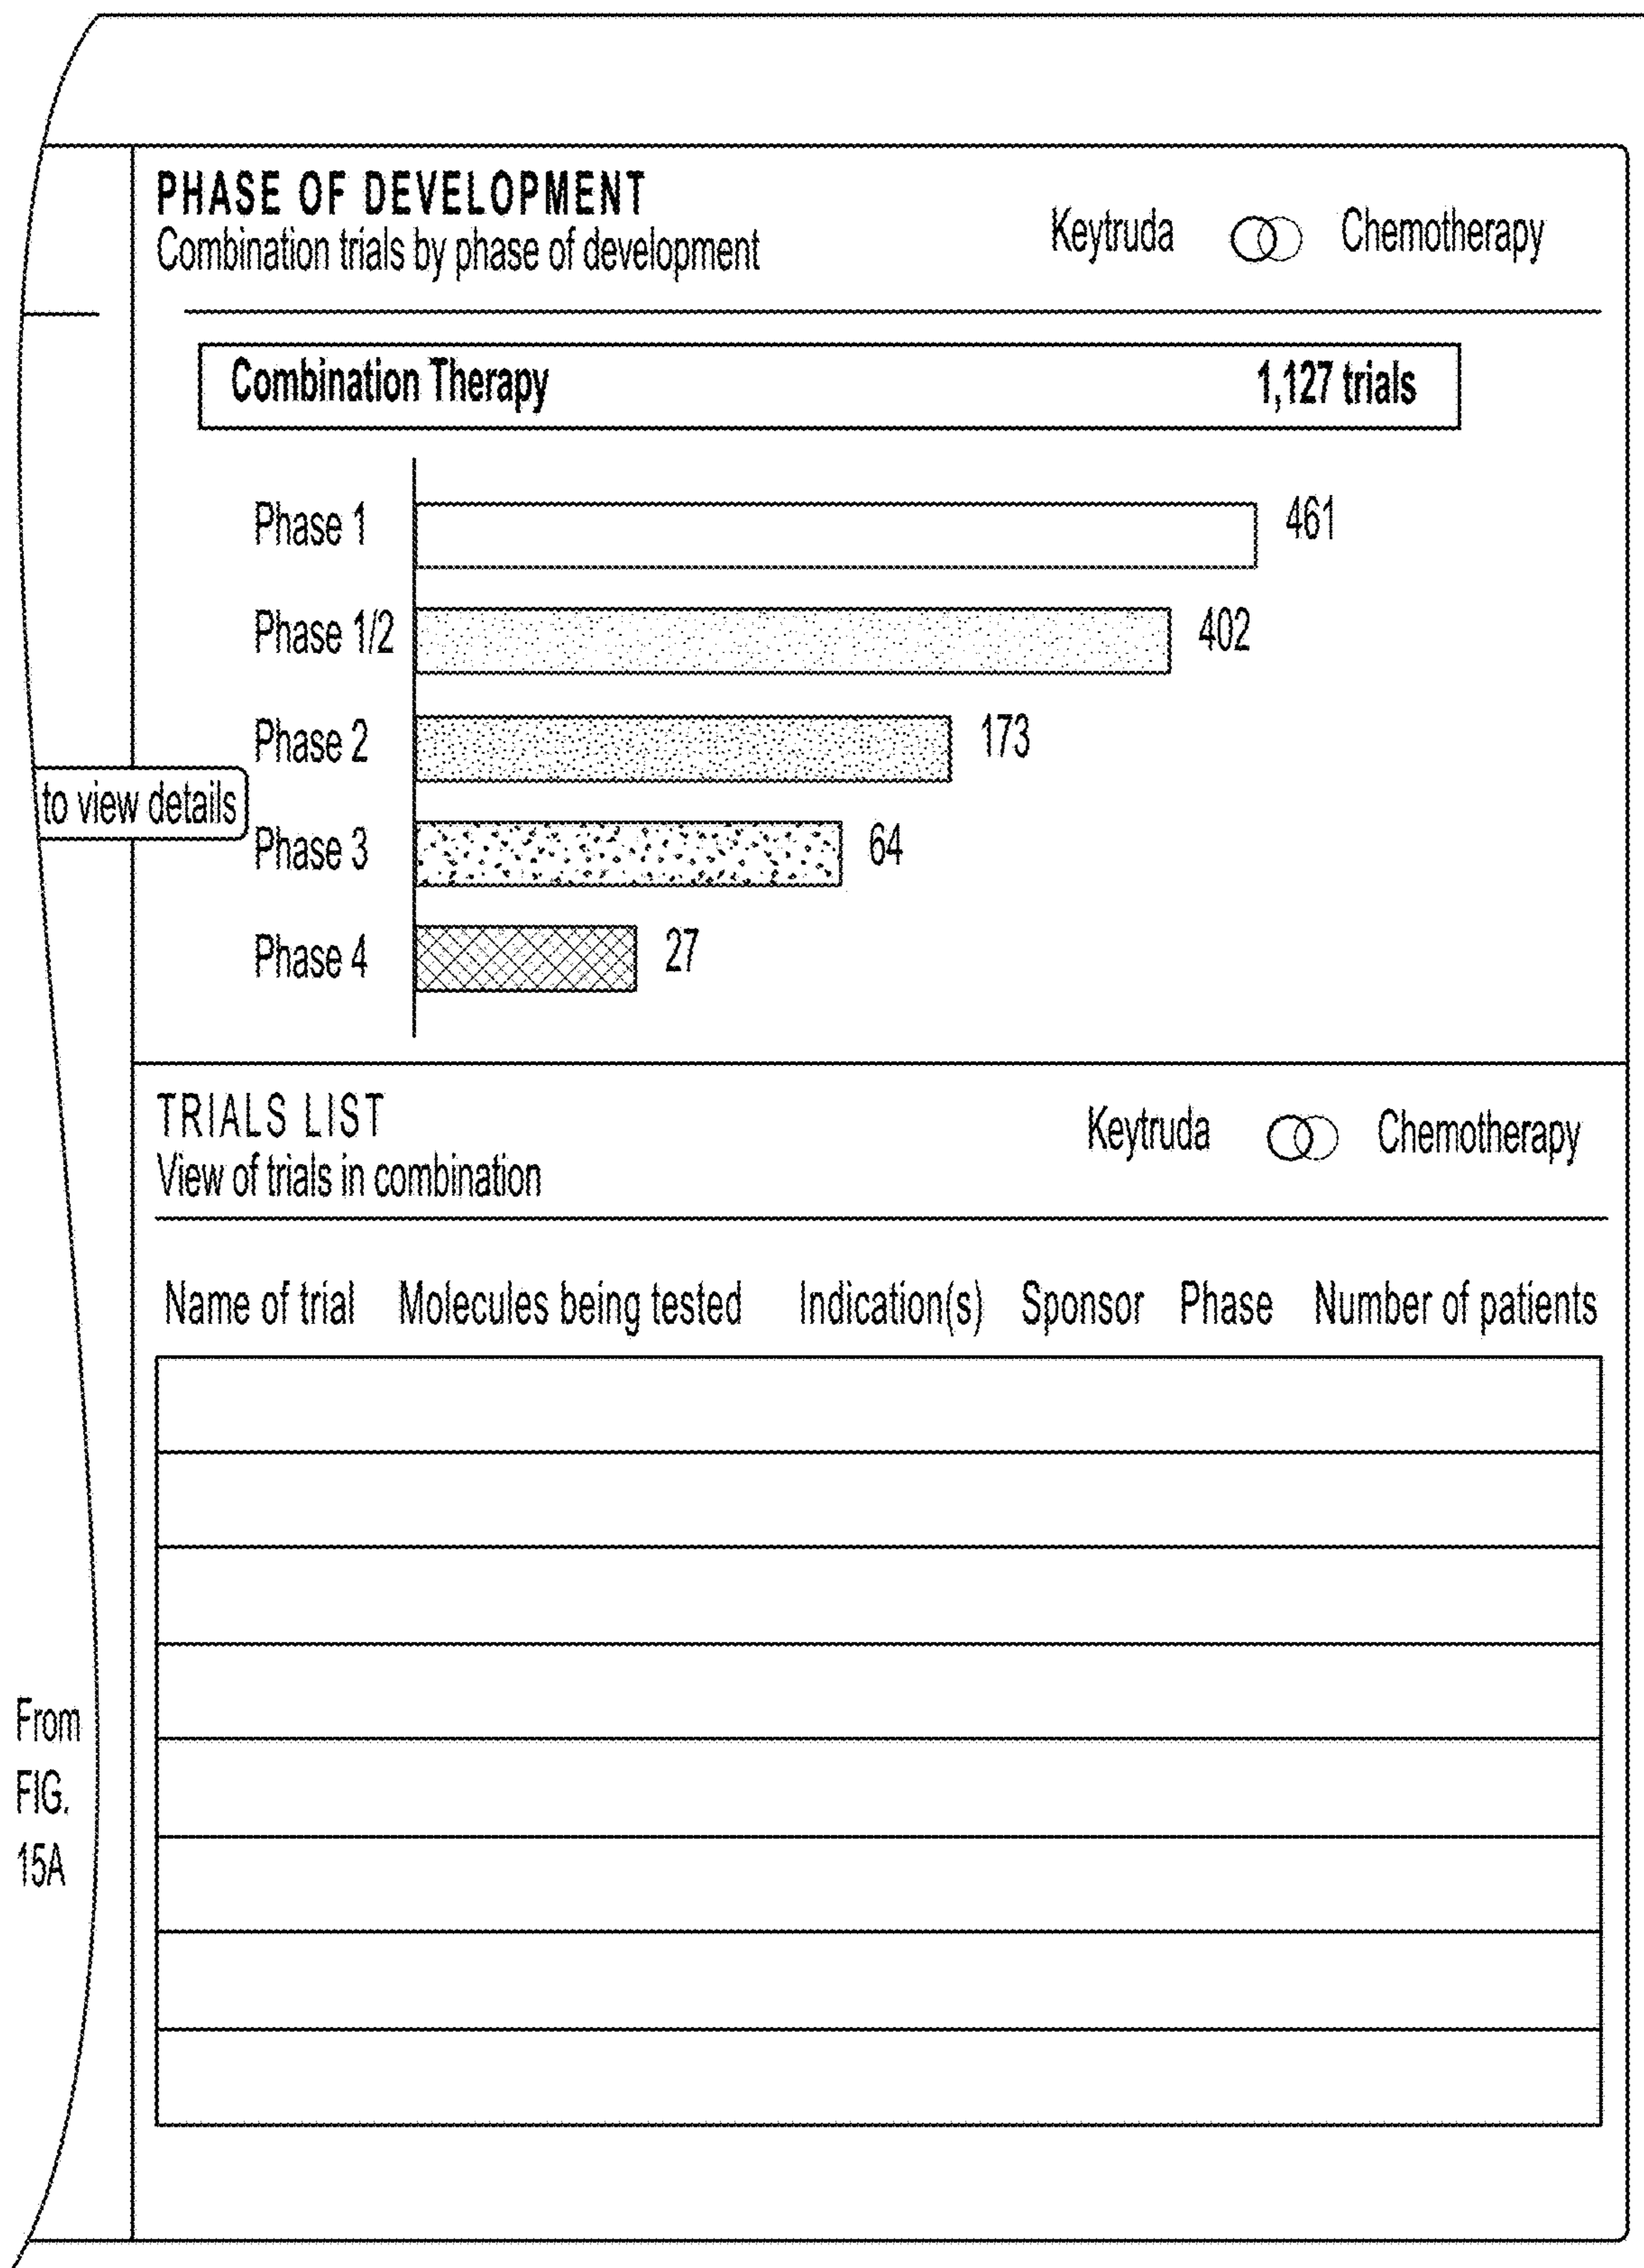 PHASE OF DEVELOPMENT
Combination trials by phase of development
Keytruda Chemotherapy
Combination Therapy 1,127 trials
Phase 1 461
Phase 1/2 402
Phase 2 173
to view details
Phase 3 64
Phase 4 27
TRIALS LIST
View of trials in combination
Keytruda Chemotherapy
Name of trial Molecules being tested Indication(s) Sponsor Phase Number of patients
From
FIG.
15A